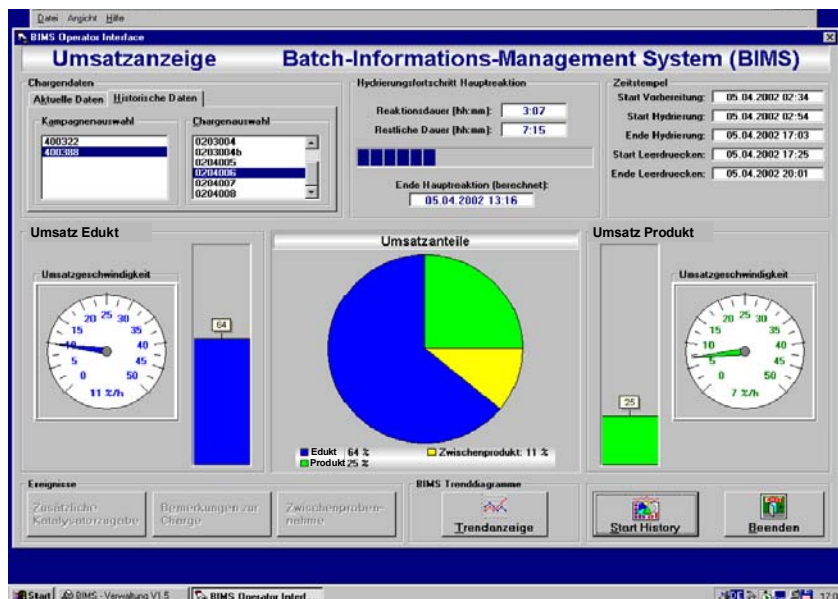 Datei Angicht Hilfe
BIMS Operator Interface
Umsatzanzeige Batch-Informations-Management System (BIMS)
Chargendaten
Aktuelle Daten Historische Daten
Kampagnenauswahl
400322
400388
Chargenauswahl
0203004
0203004b
0204005
0204006
0204007
0204008
Hydrierungsfortschritt Hauptreaktion
Reaktionsdauer [hh:mm]: 3:07
Restliche Dauer [hh:mm]: 7:15
Ende Hauptreaktion (berechnet):
05.04.2002 13:16
Zeitstempel
Start Vorbereitung: 05.04.2002 02:34
Start Hydrierung: 05.04.2002 02:54
Ende Hydrierung: 05.04.2002 17:03
Start Leerdruecken: 05.04.2002 17:25
Ende Leerdruecken: 05.04.2002 20:01
Umsatz Edukt
Umsatzgeschwindigkeit
0 5 10 15 20 25 30 35 40 45 50
11 %/h
64
Umsatzanteile
Edukt 64 % Zwischenprodukt: 11 %
Produkt 25 %
Umsatz Produkt
25
Umsatzgeschwindigkeit
0 5 10 15 20 25 30 35 40 45 50
7 %/h
Ereignisse
Zusätzliche Katalysatorzugabe
Bemerkungen zur Charge
Zwischenproben-nahme
BIMS Trenddiagramme
Trendanzeige
Start History
Beenden
Start BIMS - Verwaltung V1.5 BIMS Operator Interf...
DE